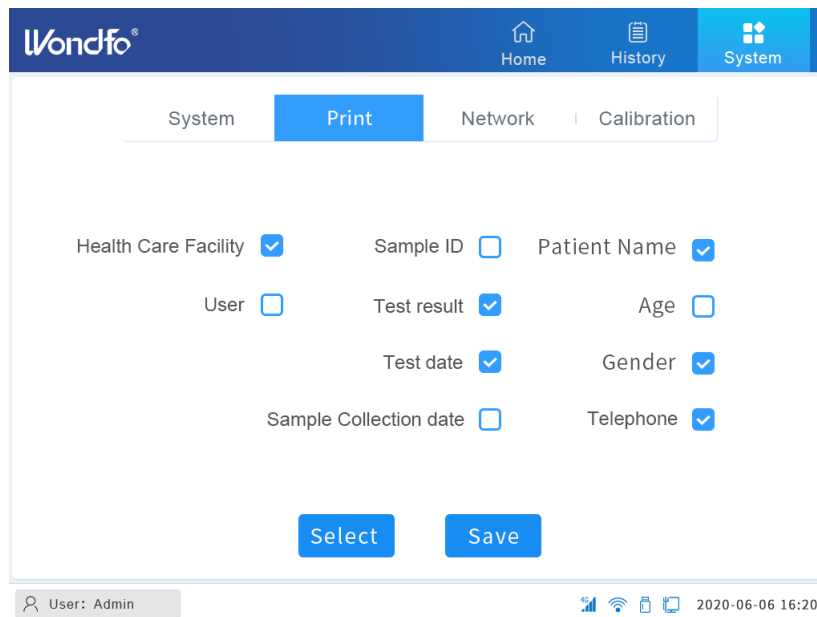 Wondfo®
Home History System
System Print Network Calibration
Health Care Facility Sample ID Patient Name
User Test result Age
Test date Gender
Sample Collection date Telephone
Select Save
User: Admin 4G 2020-06-06 16:20